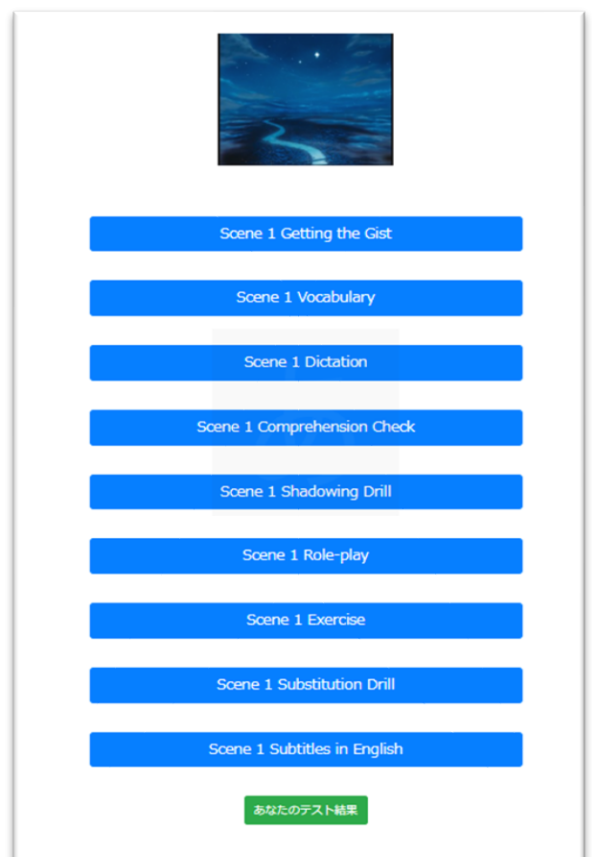 Scene 1 Getting the Gist
Scene 1 Vocabulary
Scene 1 Dictation
Scene 1 Comprehension Check
Scene 1 Shadowing Drill
Scene 1 Role-play
Scene 1 Exercise
Scene 1 Substitution Drill
Scene 1 Subtitles in English
あなたのテスト結果